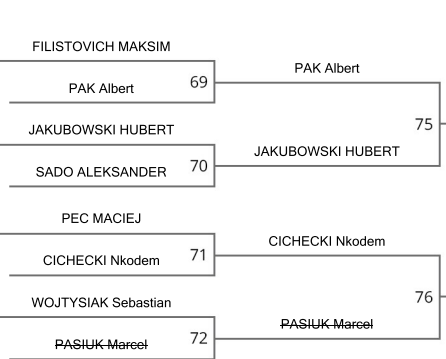 FILISTOVICH MAKSIM
PAK Albert
69
PAK Albert
75
JAKUBOWSKI HUBERT
JAKUBOWSKI HUBERT
SADO ALEKSANDER
70
PEC MACIEJ
CICHECKI Nkodem
71
CICHECKI Nkodem
76
WOJTYSIAK Sebastian
PASIUK Marcel
PASIUK Marcel
72